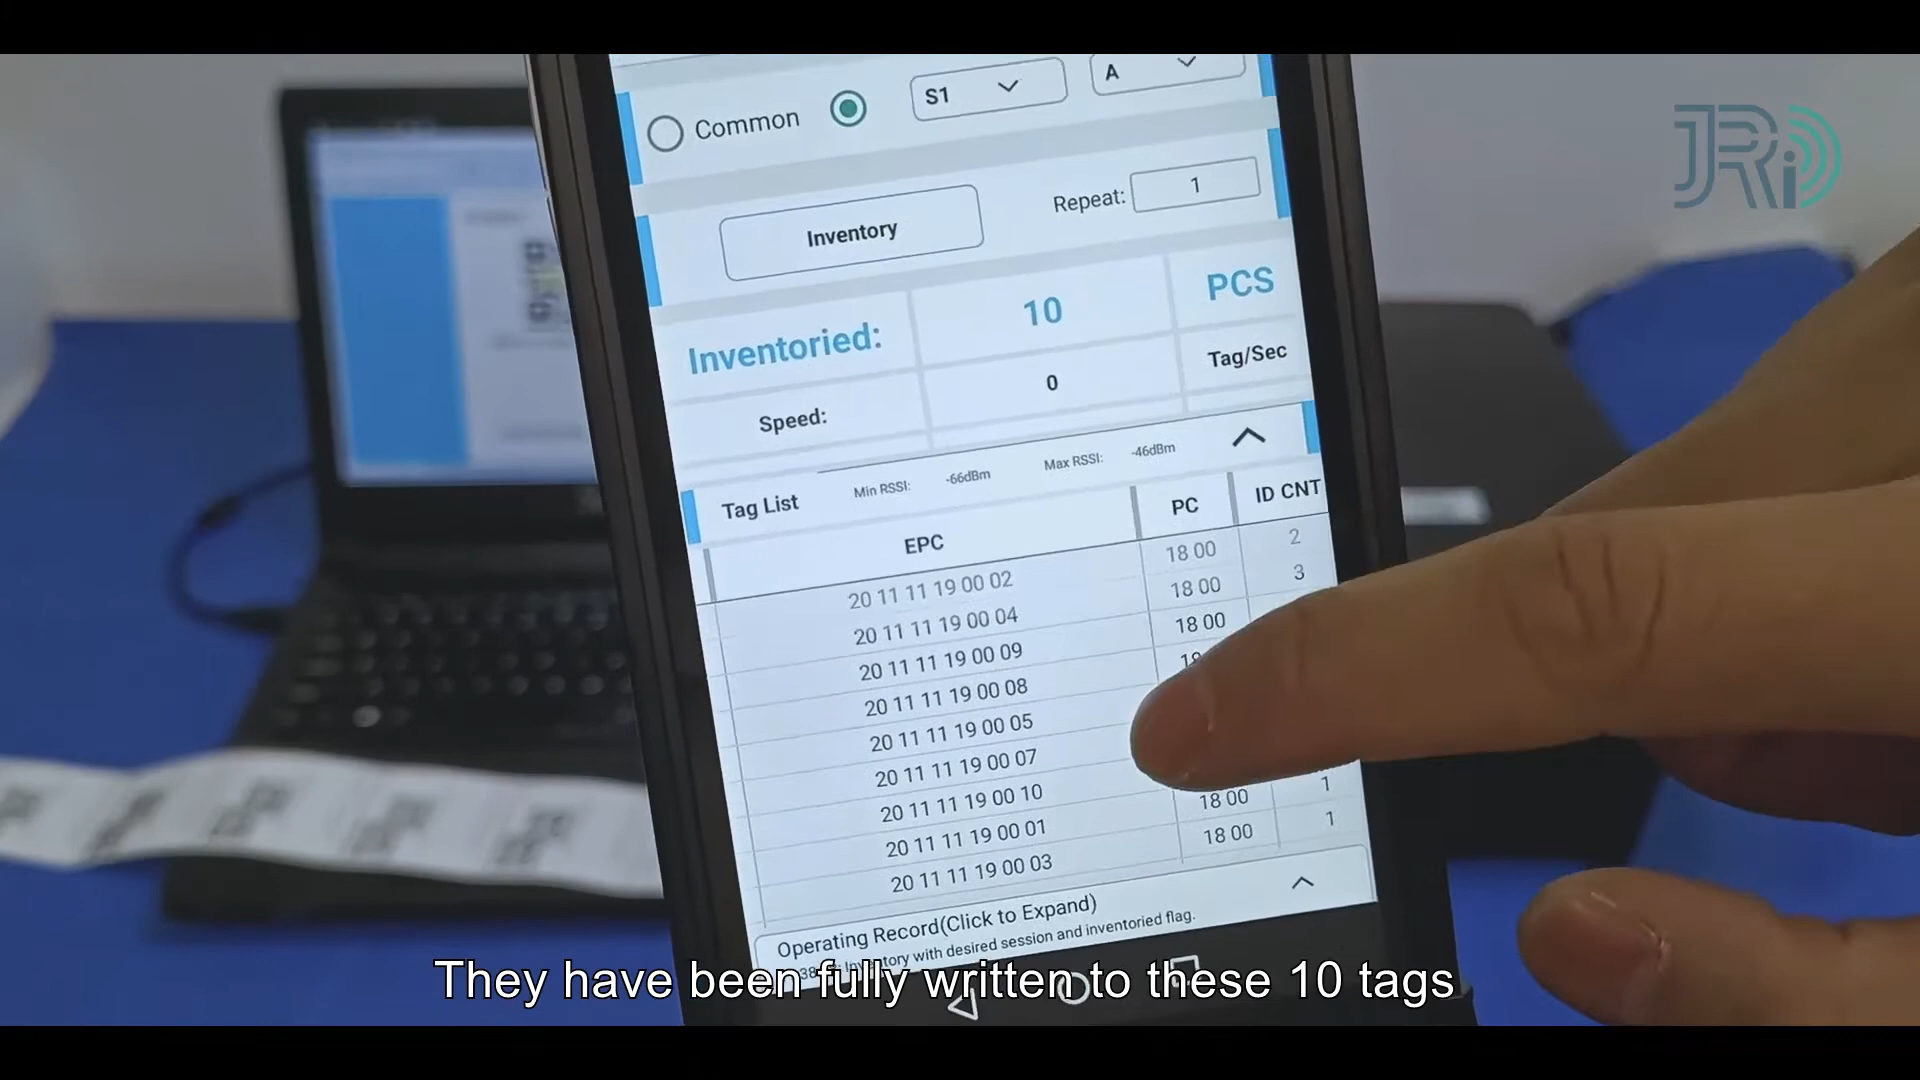 JRiD
Common S1 A
Inventory Repeat: 1
Inventoried: 10 PCS
Speed: 0 Tag/Sec
Tag List Min RSSI: -66dBm Max RSSI: -46dBm
EPC PC ID CNT
20 11 11 19 00 02 18 00 2
20 11 11 19 00 04 18 00 3
20 11 11 19 00 09 18 00
20 11 11 19 00 08
20 11 11 19 00 05
20 11 11 19 00 07
20 11 11 19 00 10
20 11 11 19 00 01 18 00 1
20 11 11 19 00 03 18 00 1
Operating Record(Click to Expand)
Inventory with desired session and inventoried flag.
They have been fully written to these 10 tags